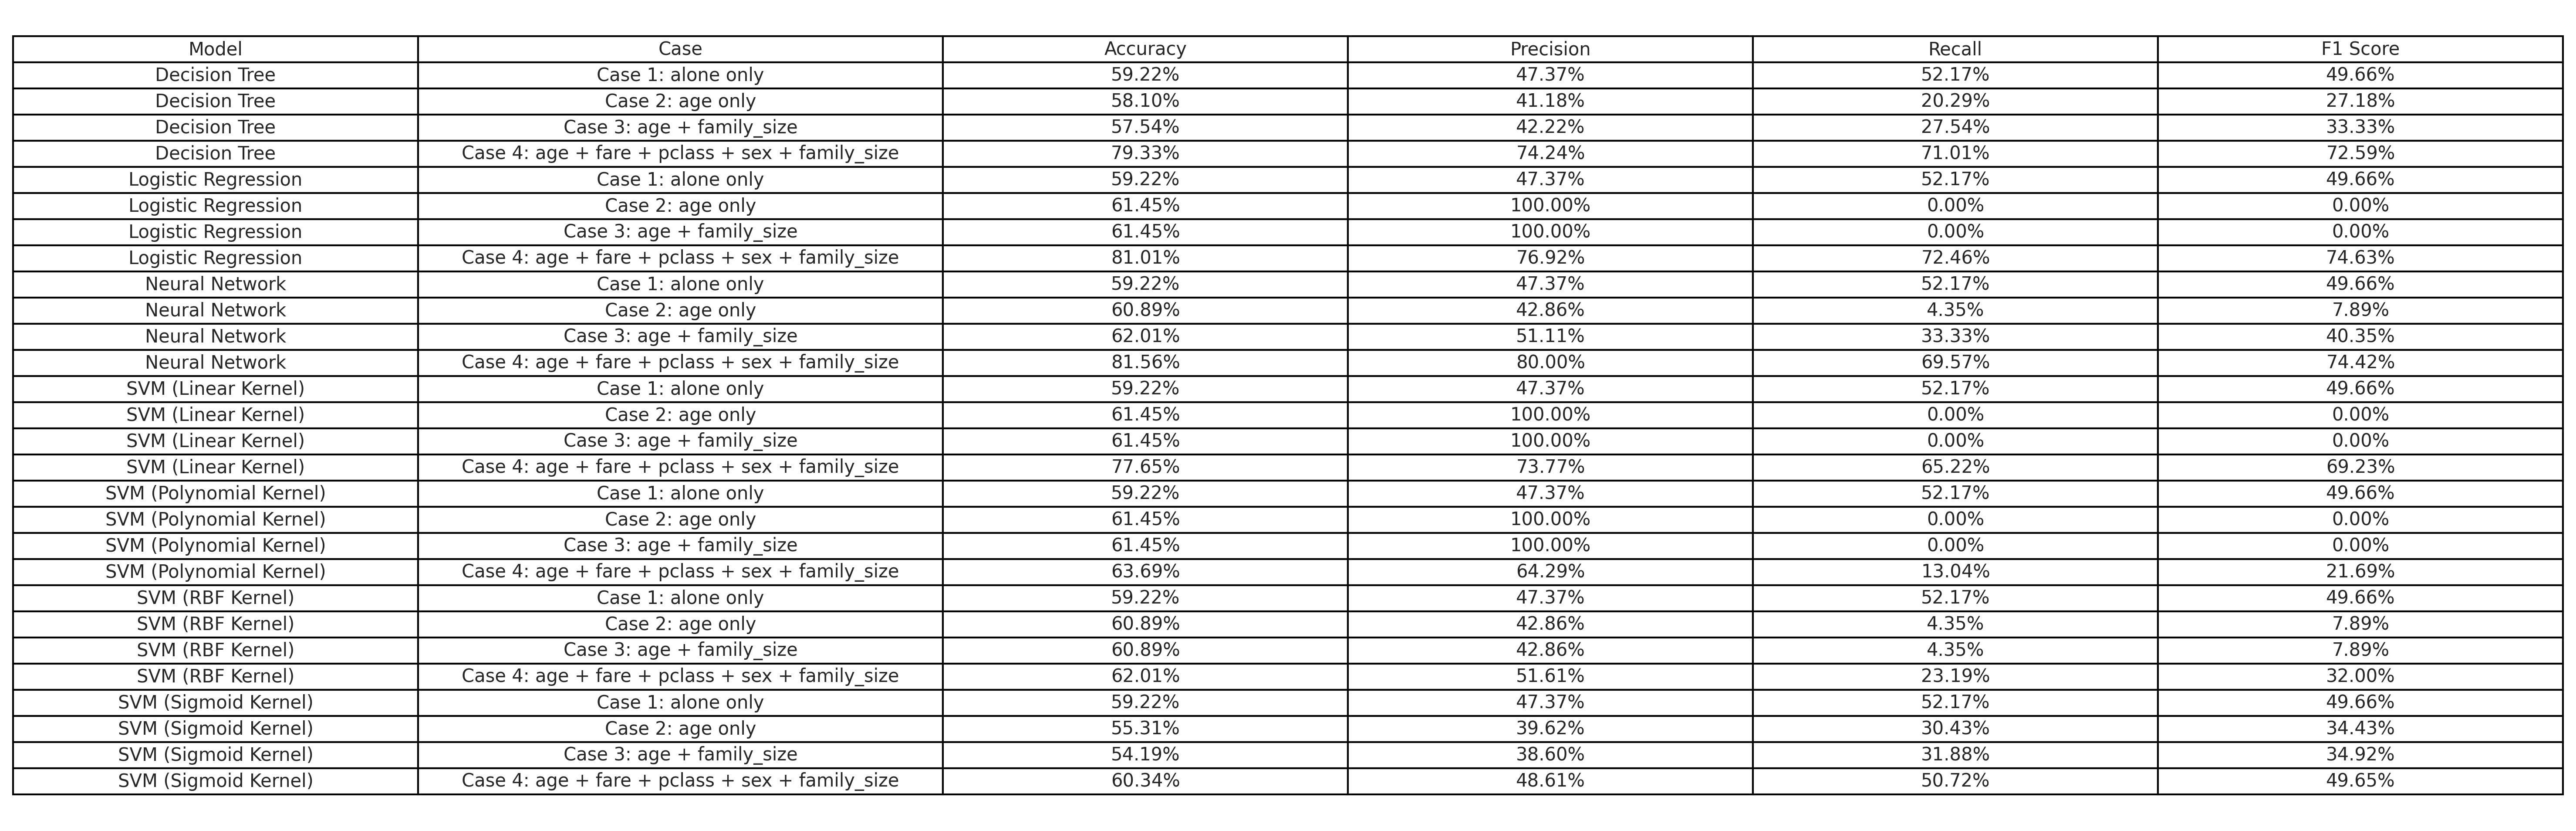 Model Case Accuracy Precision Recall F1 Score
Decision Tree Case 1: alone only 59.22% 47.37% 52.17% 49.66%
Decision Tree Case 2: age only 58.10% 41.18% 20.29% 27.18%
Decision Tree Case 3: age + family_size 57.54% 42.22% 27.54% 33.33%
Decision Tree Case 4: age + fare + pclass + sex + family_size 79.33% 74.24% 71.01% 72.59%
Logistic Regression Case 1: alone only 59.22% 47.37% 52.17% 49.66%
Logistic Regression Case 2: age only 61.45% 100.00% 0.00% 0.00%
Logistic Regression Case 3: age + family_size 61.45% 100.00% 0.00% 0.00%
Logistic Regression Case 4: age + fare + pclass + sex + family_size 81.01% 76.92% 72.46% 74.63%
Neural Network Case 1: alone only 59.22% 47.37% 52.17% 49.66%
Neural Network Case 2: age only 60.89% 42.86% 4.35% 7.89%
Neural Network Case 3: age + family_size 62.01% 51.11% 33.33% 40.35%
Neural Network Case 4: age + fare + pclass + sex + family_size 81.56% 80.00% 69.57% 74.42%
SVM (Linear Kernel) Case 1: alone only 59.22% 47.37% 52.17% 49.66%
SVM (Linear Kernel) Case 2: age only 61.45% 100.00% 0.00% 0.00%
SVM (Linear Kernel) Case 3: age + family_size 61.45% 100.00% 0.00% 0.00%
SVM (Linear Kernel) Case 4: age + fare + pclass + sex + family_size 77.65% 73.77% 65.22% 69.23%
SVM (Polynomial Kernel) Case 1: alone only 59.22% 47.37% 52.17% 49.66%
SVM (Polynomial Kernel) Case 2: age only 61.45% 100.00% 0.00% 0.00%
SVM (Polynomial Kernel) Case 3: age + family_size 61.45% 100.00% 0.00% 0.00%
SVM (Polynomial Kernel) Case 4: age + fare + pclass + sex + family_size 63.69% 64.29% 13.04% 21.69%
SVM (RBF Kernel) Case 1: alone only 59.22% 47.37% 52.17% 49.66%
SVM (RBF Kernel) Case 2: age only 60.89% 42.86% 4.35% 7.89%
SVM (RBF Kernel) Case 3: age + family_size 60.89% 42.86% 4.35% 7.89%
SVM (RBF Kernel) Case 4: age + fare + pclass + sex + family_size 62.01% 51.61% 23.19% 32.00%
SVM (Sigmoid Kernel) Case 1: alone only 59.22% 47.37% 52.17% 49.66%
SVM (Sigmoid Kernel) Case 2: age only 55.31% 39.62% 30.43% 34.43%
SVM (Sigmoid Kernel) Case 3: age + family_size 54.19% 38.60% 31.88% 34.92%
SVM (Sigmoid Kernel) Case 4: age + fare + pclass + sex + family_size 60.34% 48.61% 50.72% 49.65%